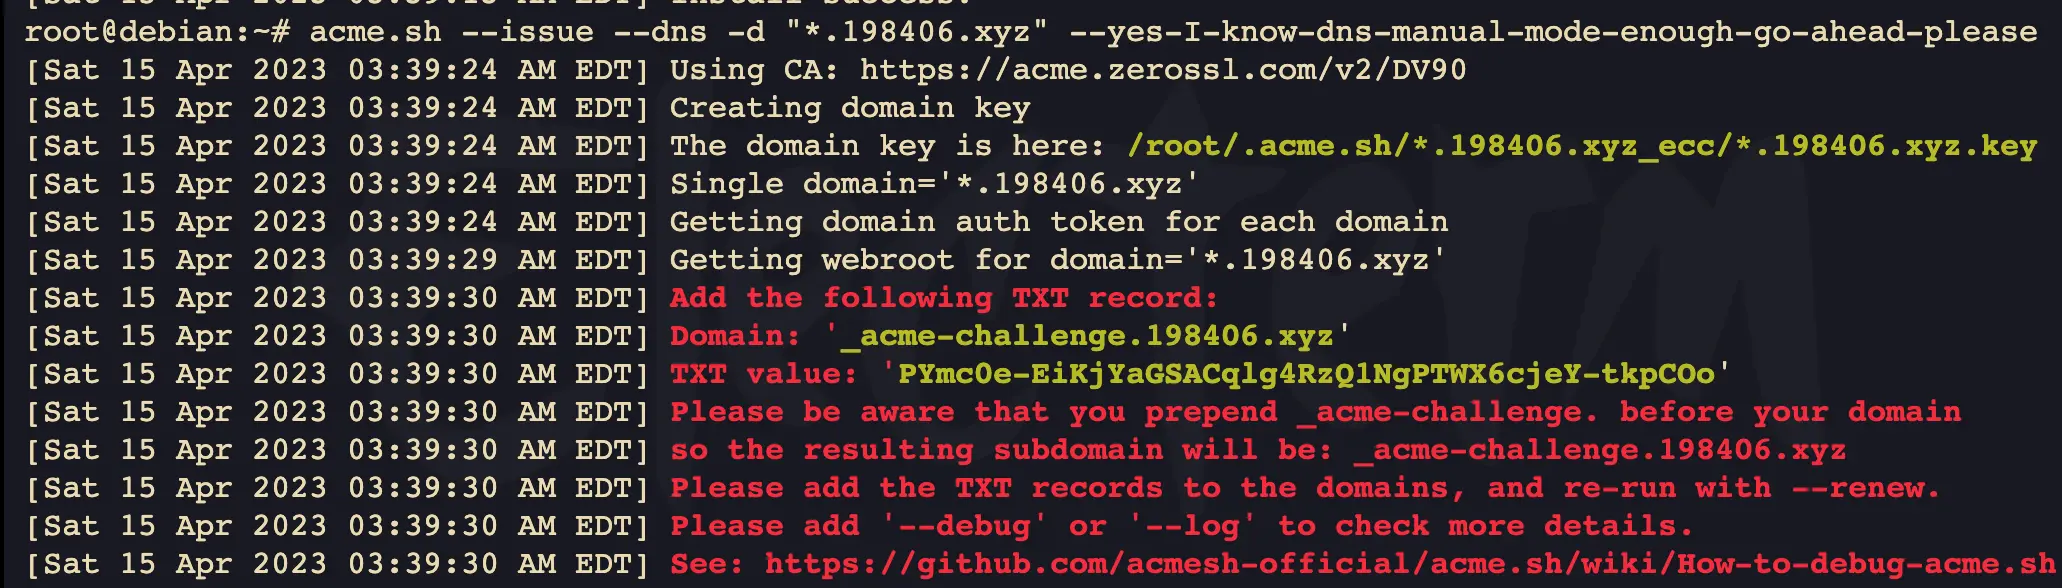 [Sat 15 Apr 2023 03:39:13 AM EDT] Install success!
root@debian:~# acme.sh --issue --dns -d "*.198406.xyz" --yes-I-know-dns-manual-mode-enough-go-ahead-please
[Sat 15 Apr 2023 03:39:24 AM EDT] Using CA: https://acme.zerossl.com/v2/DV90
[Sat 15 Apr 2023 03:39:24 AM EDT] Creating domain key
[Sat 15 Apr 2023 03:39:24 AM EDT] The domain key is here: /root/.acme.sh/*.198406.xyz_ecc/*.198406.xyz.key
[Sat 15 Apr 2023 03:39:24 AM EDT] Single domain='*.198406.xyz'
[Sat 15 Apr 2023 03:39:24 AM EDT] Getting domain auth token for each domain
[Sat 15 Apr 2023 03:39:29 AM EDT] Getting webroot for domain='*.198406.xyz'
[Sat 15 Apr 2023 03:39:30 AM EDT] Add the following TXT record:
[Sat 15 Apr 2023 03:39:30 AM EDT] Domain: '_acme-challenge.198406.xyz'
[Sat 15 Apr 2023 03:39:30 AM EDT] TXT value: 'PYmc0e-EiKjYaGSACqlg4RzQ1NgPTWX6cjeY-tkpCOo'
[Sat 15 Apr 2023 03:39:30 AM EDT] Please be aware that you prepend _acme-challenge. before your domain
[Sat 15 Apr 2023 03:39:30 AM EDT] so the resulting subdomain will be: _acme-challenge.198406.xyz
[Sat 15 Apr 2023 03:39:30 AM EDT] Please add the TXT records to the domains, and re-run with --renew.
[Sat 15 Apr 2023 03:39:30 AM EDT] Please add '--debug' or '--log' to check more details.
[Sat 15 Apr 2023 03:39:30 AM EDT] See: https://github.com/acmesh-official/acme.sh/wiki/How-to-debug-acme.sh